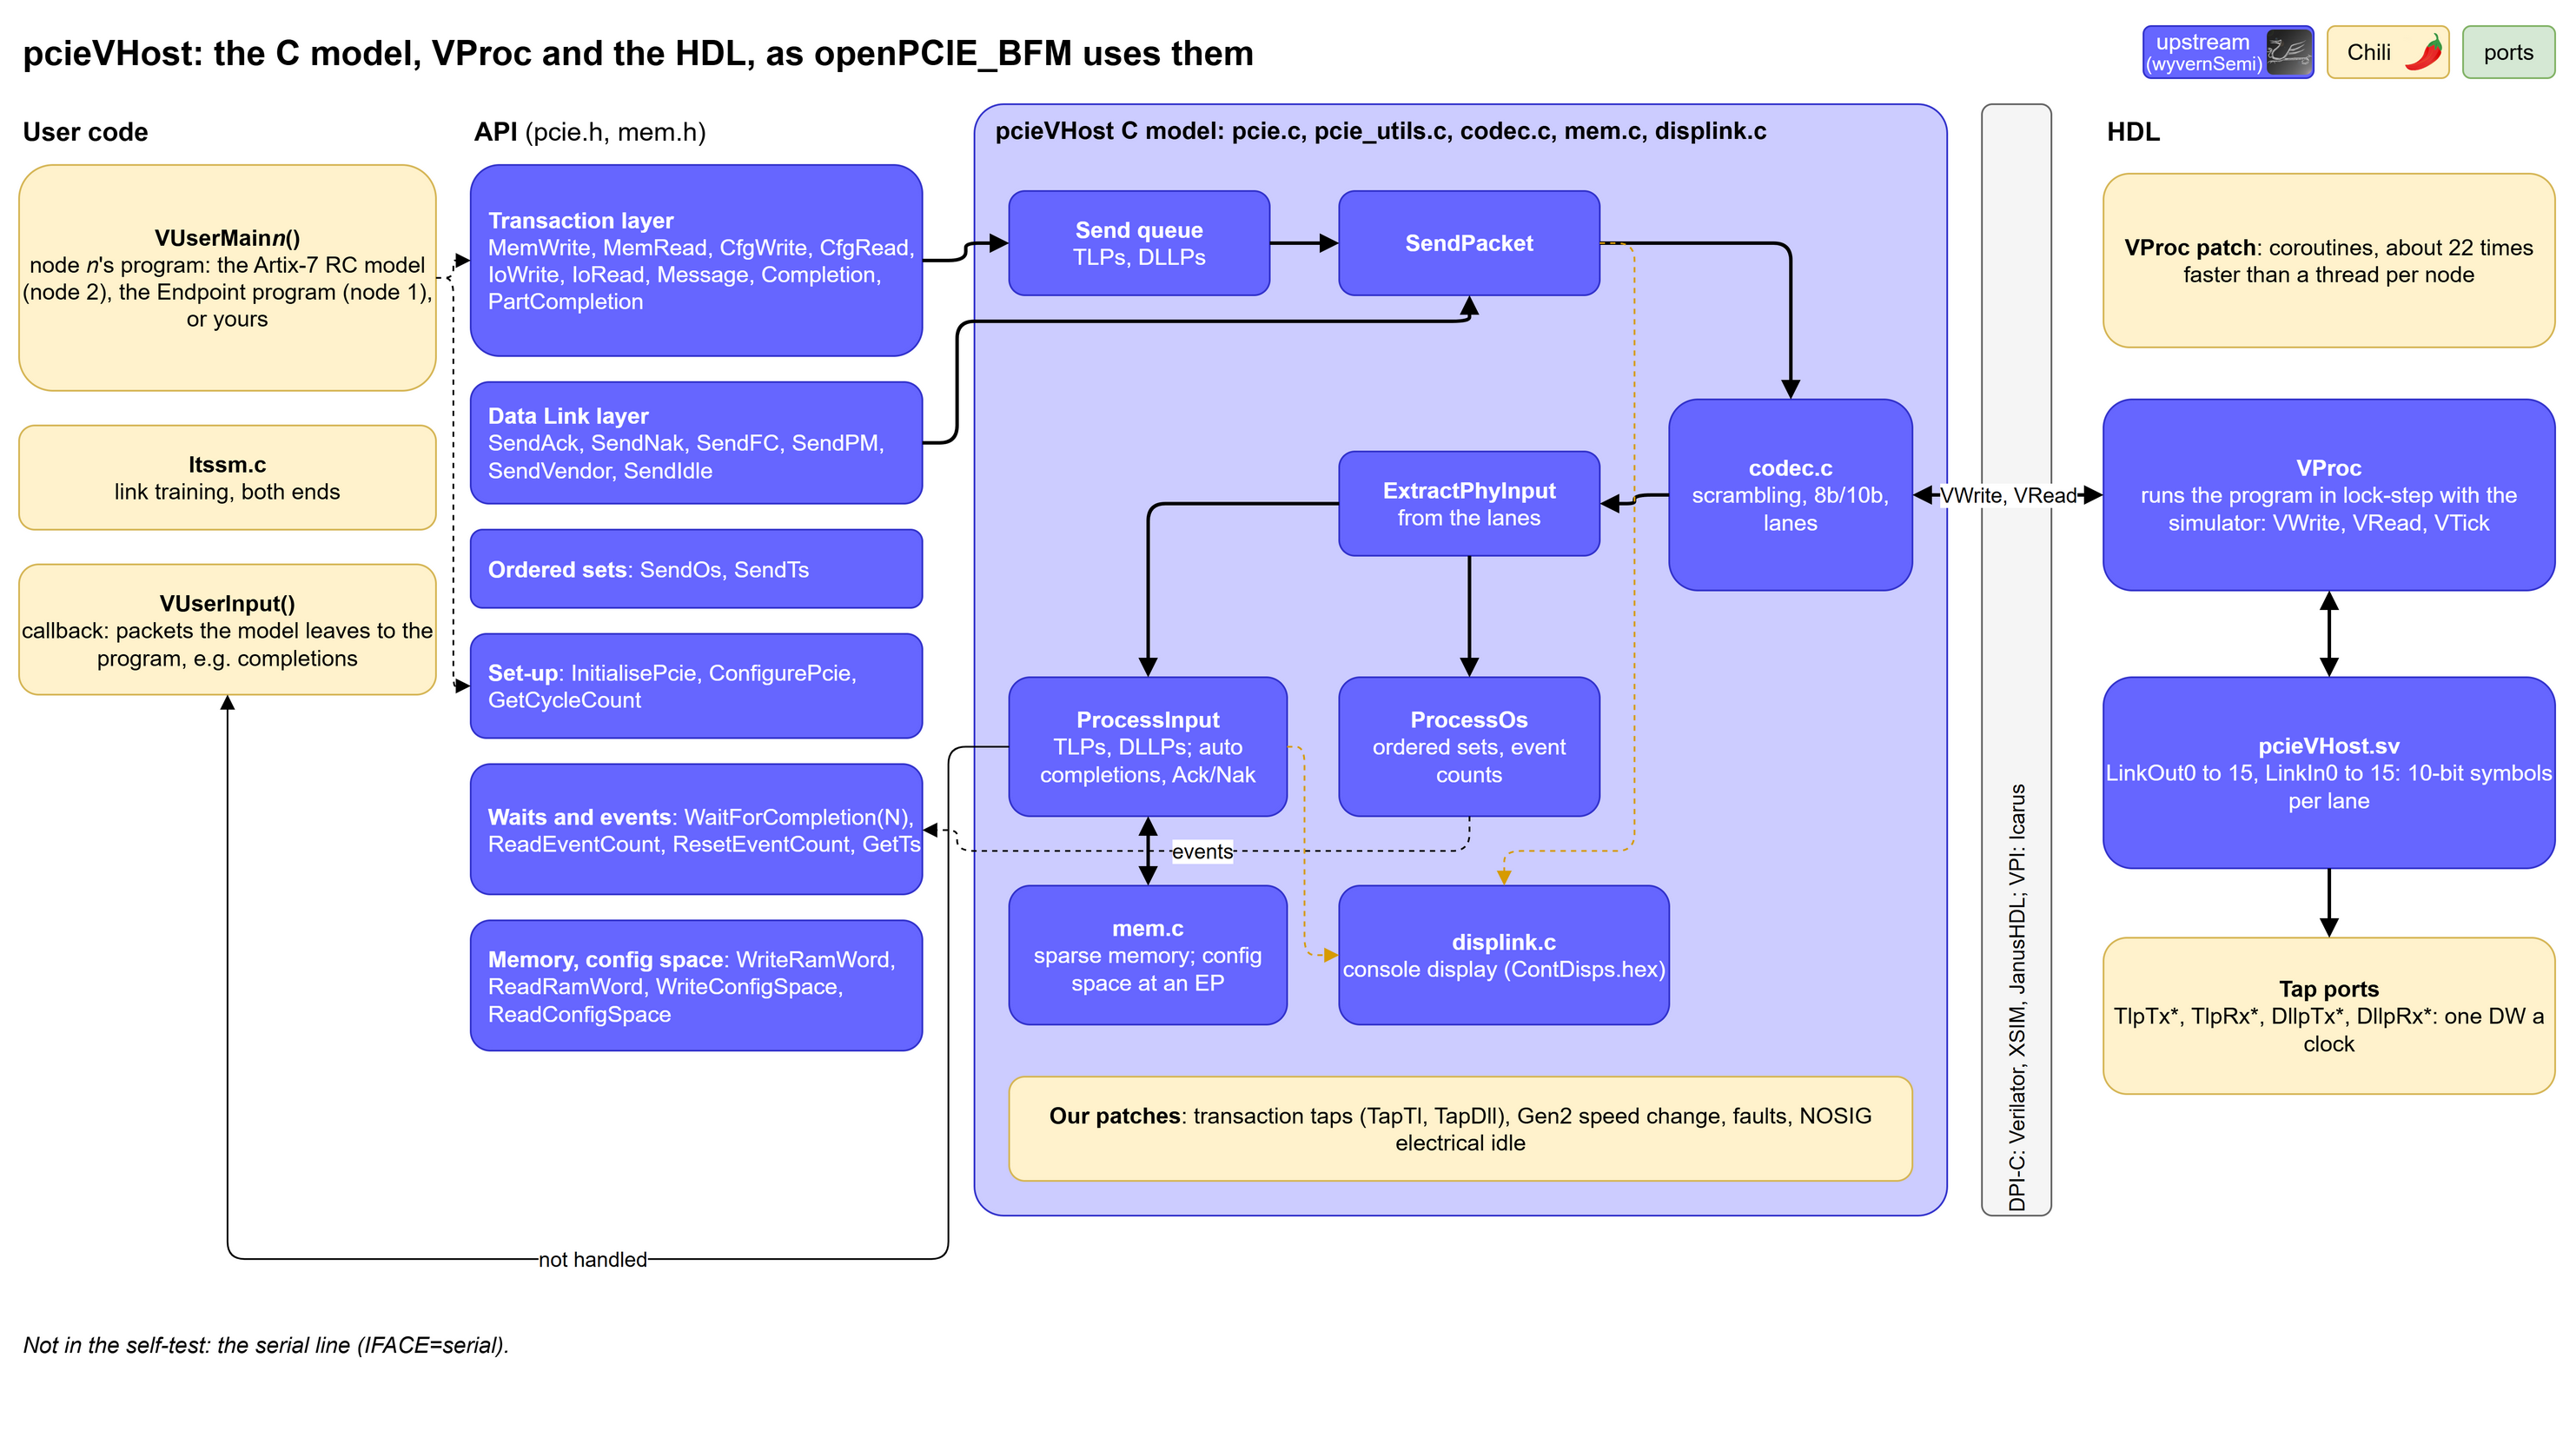 pcieVHost: the C model, VProc and the HDL, as openPCIE_BFM uses them
upstream
(wyvernSemi)
Chili
ports
User code
VUserMainn()
node n's program: the Artix-7 RC model
(node 2), the Endpoint program (node 1),
or yours
ltssm.c
link training, both ends
VUserInput()
callback: packets the model leaves to the
program, e.g. completions
API (pcie.h, mem.h)
Transaction layer
MemWrite, MemRead, CfgWrite, CfgRead,
IoWrite, IoRead, Message, Completion,
PartCompletion
Data Link layer
SendAck, SendNak, SendFC, SendPM,
SendVendor, SendIdle
Ordered sets: SendOs, SendTs
Set-up: InitialisePcie, ConfigurePcie,
GetCycleCount
Waits and events: WaitForCompletion(N),
ReadEventCount, ResetEventCount, GetTs
Memory, config space: WriteRamWord,
ReadRamWord, WriteConfigSpace,
ReadConfigSpace
pcieVHost C model: pcie.c, pcie_utils.c, codec.c, mem.c, displink.c
Send queue
TLPs, DLLPs
SendPacket
codec.c
scrambling, 8b/10b,
lanes
ExtractPhyInput
from the lanes
ProcessInput
TLPs, DLLPs; auto
completions, Ack/Nak
ProcessOs
ordered sets, event
counts
events
mem.c
sparse memory; config
space at an EP
displink.c
console display (ContDisps.hex)
Our patches: transaction taps (TapTl, TapDll), Gen2 speed change, faults, NOSIG
electrical idle
not handled
VWrite, VRead
DPI-C: Verilator, XSIM, JanusHDL; VPI: Icarus
HDL
VProc patch: coroutines, about 22 times
faster than a thread per node
VProc
runs the program in lock-step with the
simulator: VWrite, VRead, VTick
pcieVHost.sv
LinkOut0 to 15, LinkIn0 to 15: 10-bit symbols
per lane
Tap ports
TlpTx*, TlpRx*, DllpTx*, DllpRx*: one DW a
clock
Not in the self-test: the serial line (IFACE=serial).